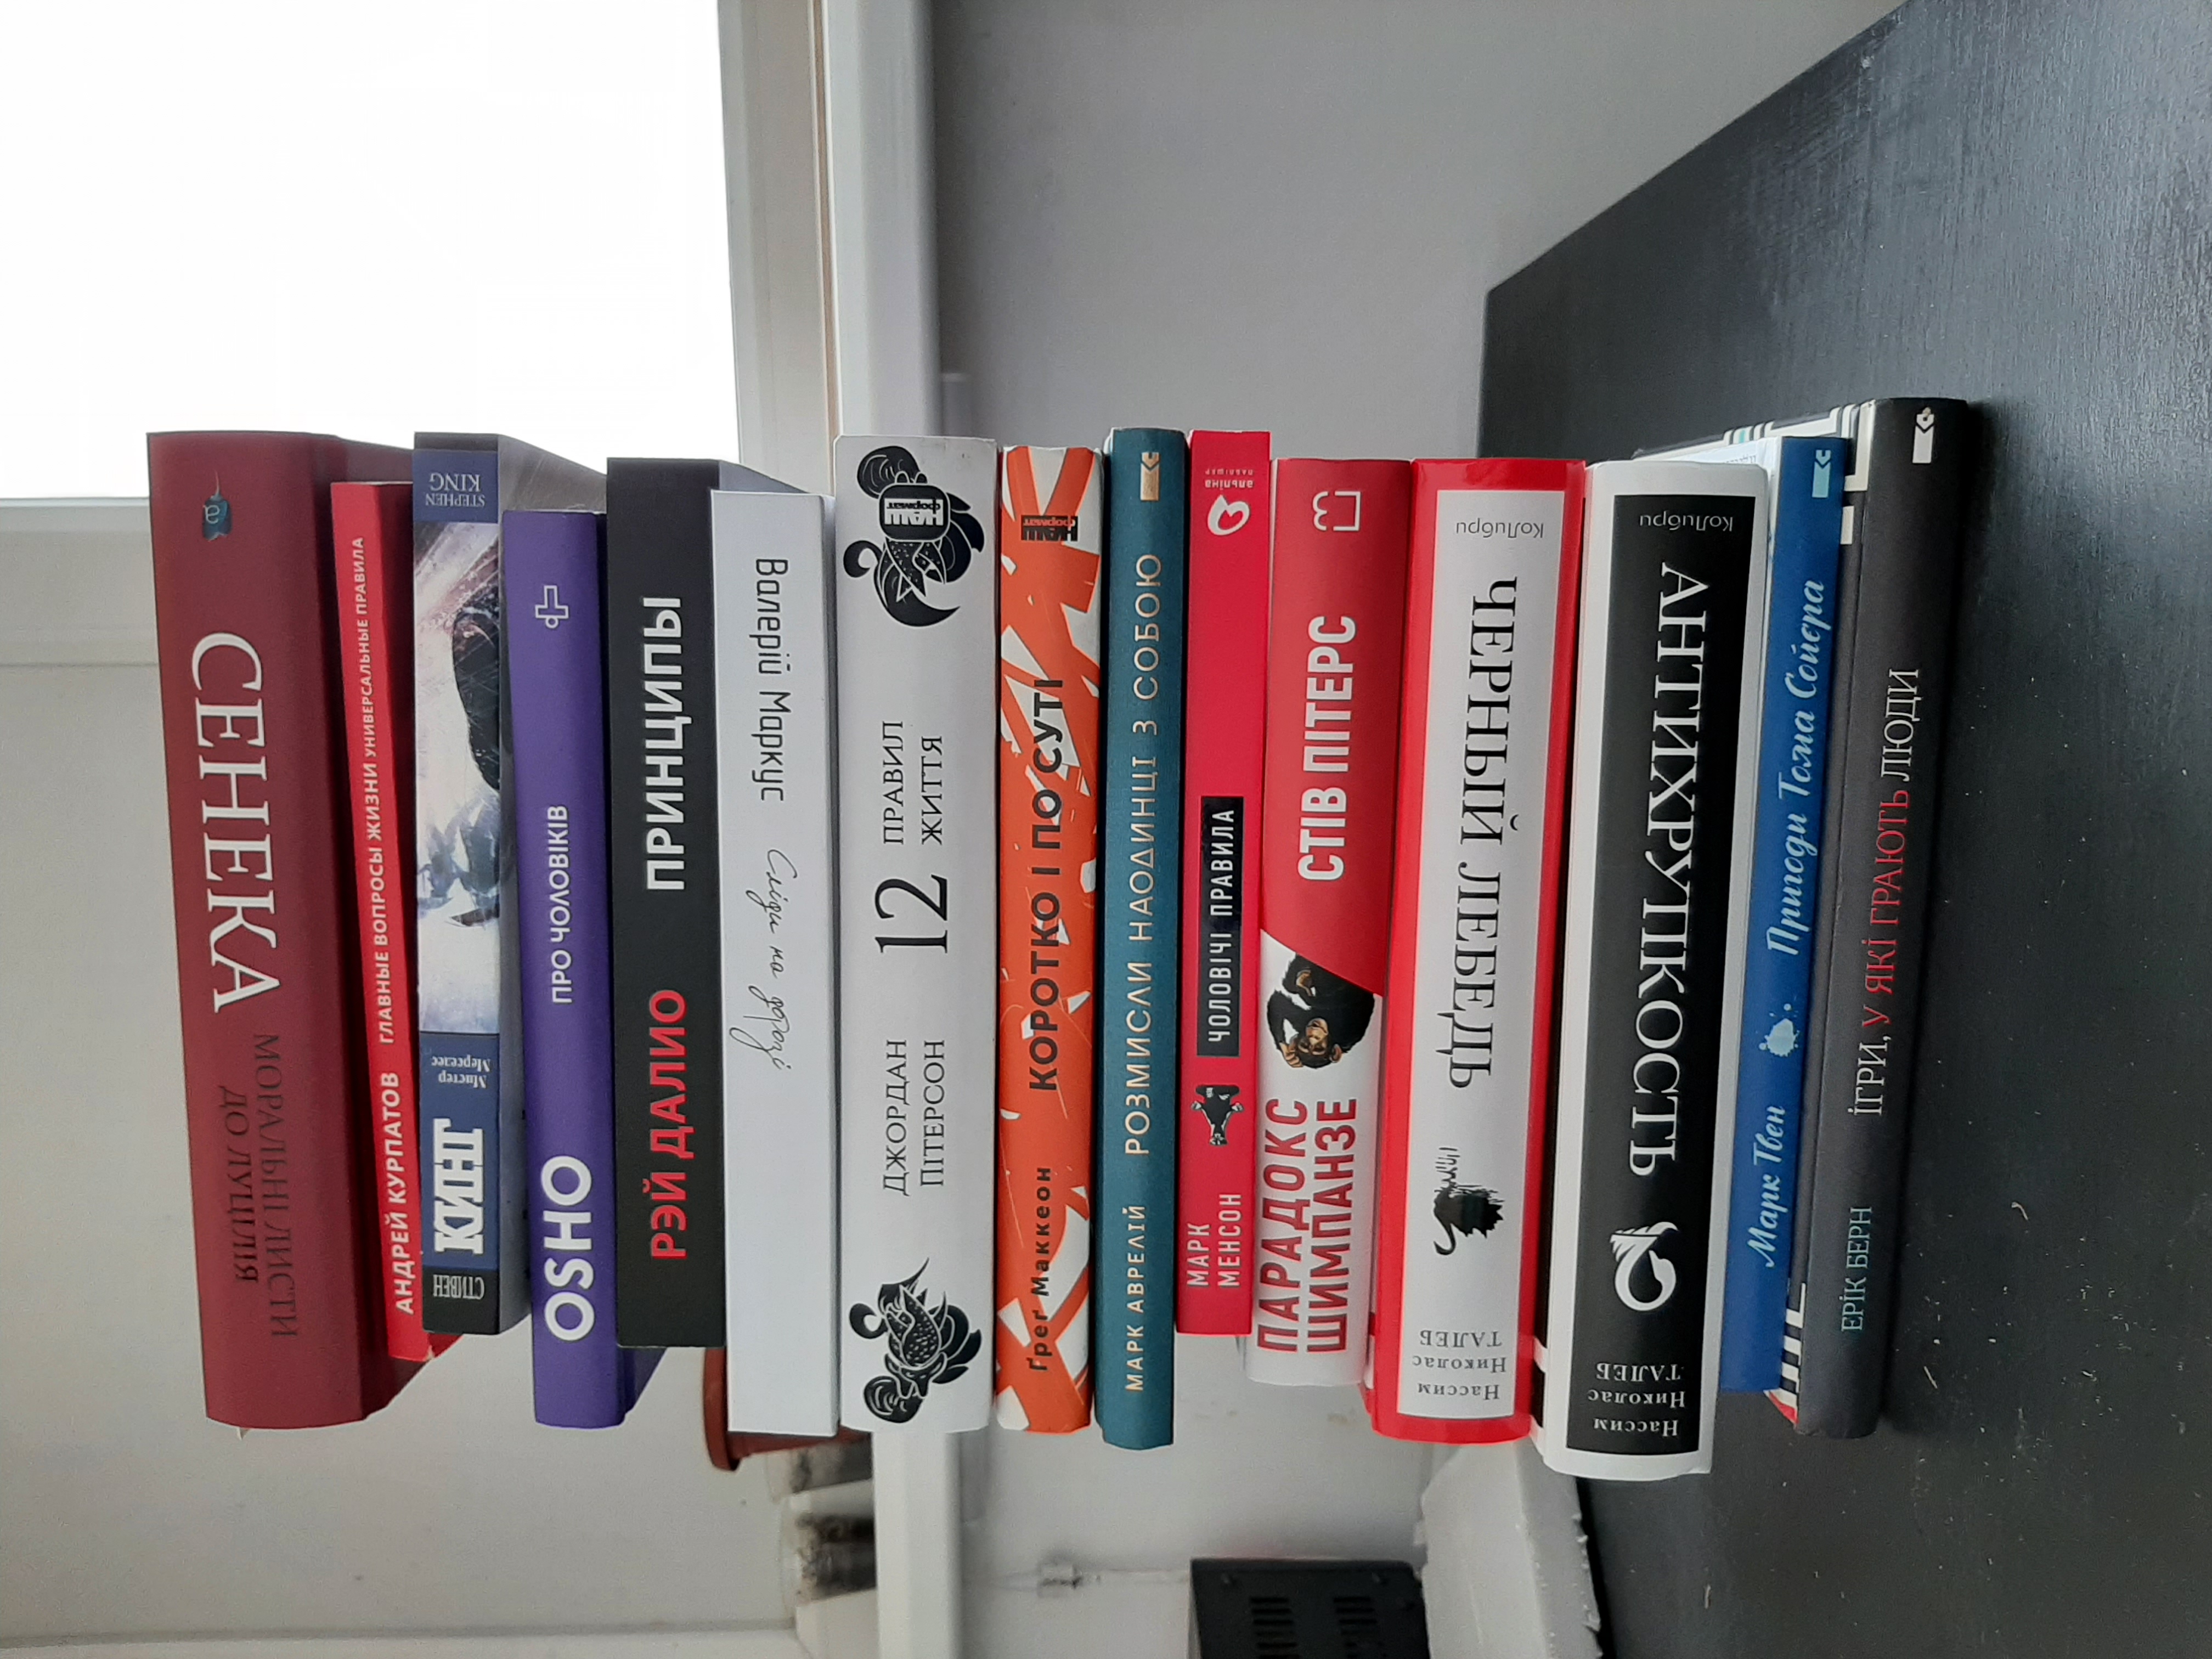 СЕНЕКА
МОРАЛЬНІ ЛИСТИ
ДО ЛУЦІЛІЯ
АНДРЕЙ КУРПАТОВ ГЛАВНЫЕ ВОПРОСЫ ЖИЗНИ УНИВЕРСАЛЬНЫЕ ПРАВИЛА
СТИВЕН
КИНГ
Мистер
Мерседес
STEPHEN
KING
OSHO ПРО ЧОЛОВІКІВ
РЭЙ ДАЛИО ПРИНЦИПЫ
Валерій Маркус Сліди на дорозі
ДЖОРДАН
ПІТЕРСОН
12
ПРАВИЛ
ЖИТТЯ
НАШ
формат
Ґреґ Маккеон КОРОТКО І ПО СУТІ
НАШ
формат
МАРК АВРЕЛІЙ РОЗМИСЛИ НАОДИНЦІ З СОБОЮ
МАРК
МЕНСОН
ЧОЛОВІЧІ ПРАВИЛА
альпіна
ПАБЛІШЕР
ПАРАДОКС
ШИМПАНЗЕ
СТІВ ПІТЕРС
Нассим
Николас
ТАЛЕБ
ЧЕРНЫЙ ЛЕБЕДЬ
КоЛибри
Нассим
Николас
ТАЛЕБ
АНТИХРУПКОСТЬ
КоЛибри
Марк Твен Пригоди Тома Сойєра
ЕРІК БЕРН ІГРИ, У ЯКІ ГРАЮТЬ ЛЮДИ